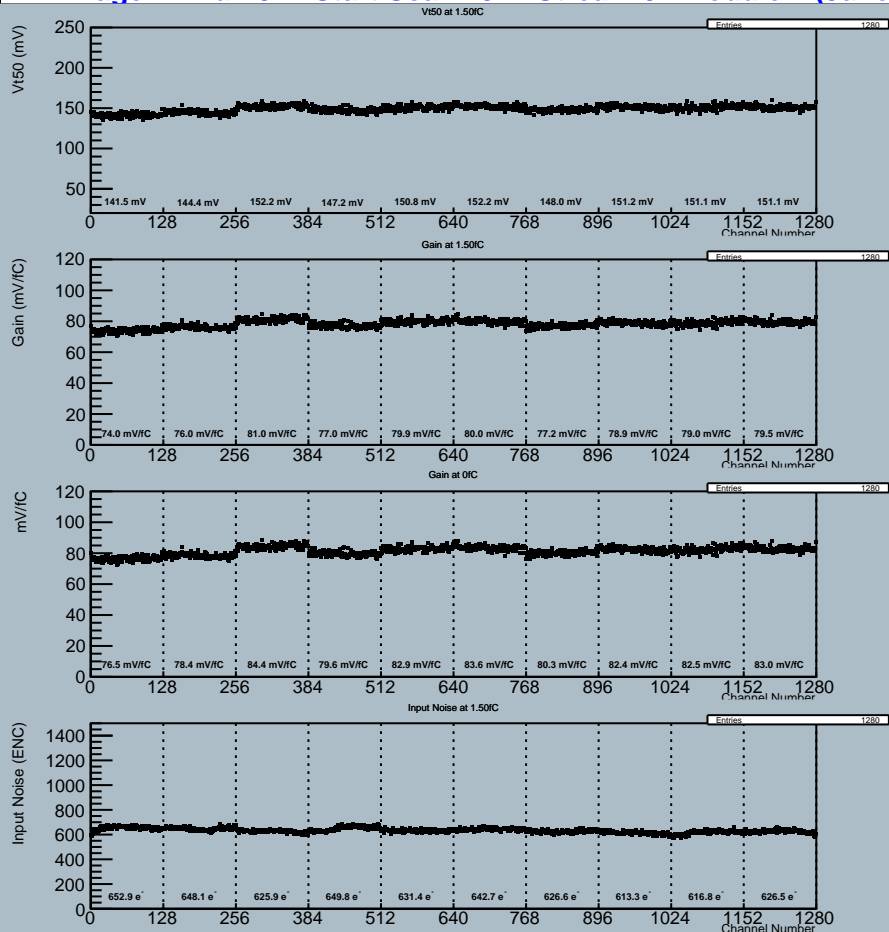 Vt50 at 1.50fC
Entries 1280
Vt50 (mV)
250
200
150
100
50
141.5 mV 144.4 mV 152.2 mV 147.2 mV 150.8 mV 152.2 mV 148.0 mV 151.2 mV 151.1 mV 151.1 mV
0 128 256 384 512 640 768 896 1024 1152 1280
Channel Number
Gain at 1.50fC
Entries 1280
Gain (mV/fC)
120
100
80
60
40
20
0
74.0 mV/fC 76.0 mV/fC 81.0 mV/fC 77.0 mV/fC 79.9 mV/fC 80.0 mV/fC 77.2 mV/fC 78.9 mV/fC 79.0 mV/fC 79.5 mV/fC
0 128 256 384 512 640 768 896 1024 1152 1280
Channel Number
Gain at 0fC
Entries 1280
mV/fC
120
100
80
60
40
20
0
76.5 mV/fC 78.4 mV/fC 84.4 mV/fC 79.6 mV/fC 82.9 mV/fC 83.6 mV/fC 80.3 mV/fC 82.4 mV/fC 82.5 mV/fC 83.0 mV/fC
0 128 256 384 512 640 768 896 1024 1152 1280
Channel Number
Input Noise at 1.50fC
Entries 1280
Input Noise (ENC)
1400
1200
1000
800
600
400
200
0
652.9 e⁻ 648.1 e⁻ 625.9 e⁻ 649.8 e⁻ 631.4 e⁻ 642.7 e⁻ 626.6 e⁻ 613.3 e⁻ 616.8 e⁻ 626.5 e⁻
0 128 256 384 512 640 768 896 1024 1152 1280
Channel Number